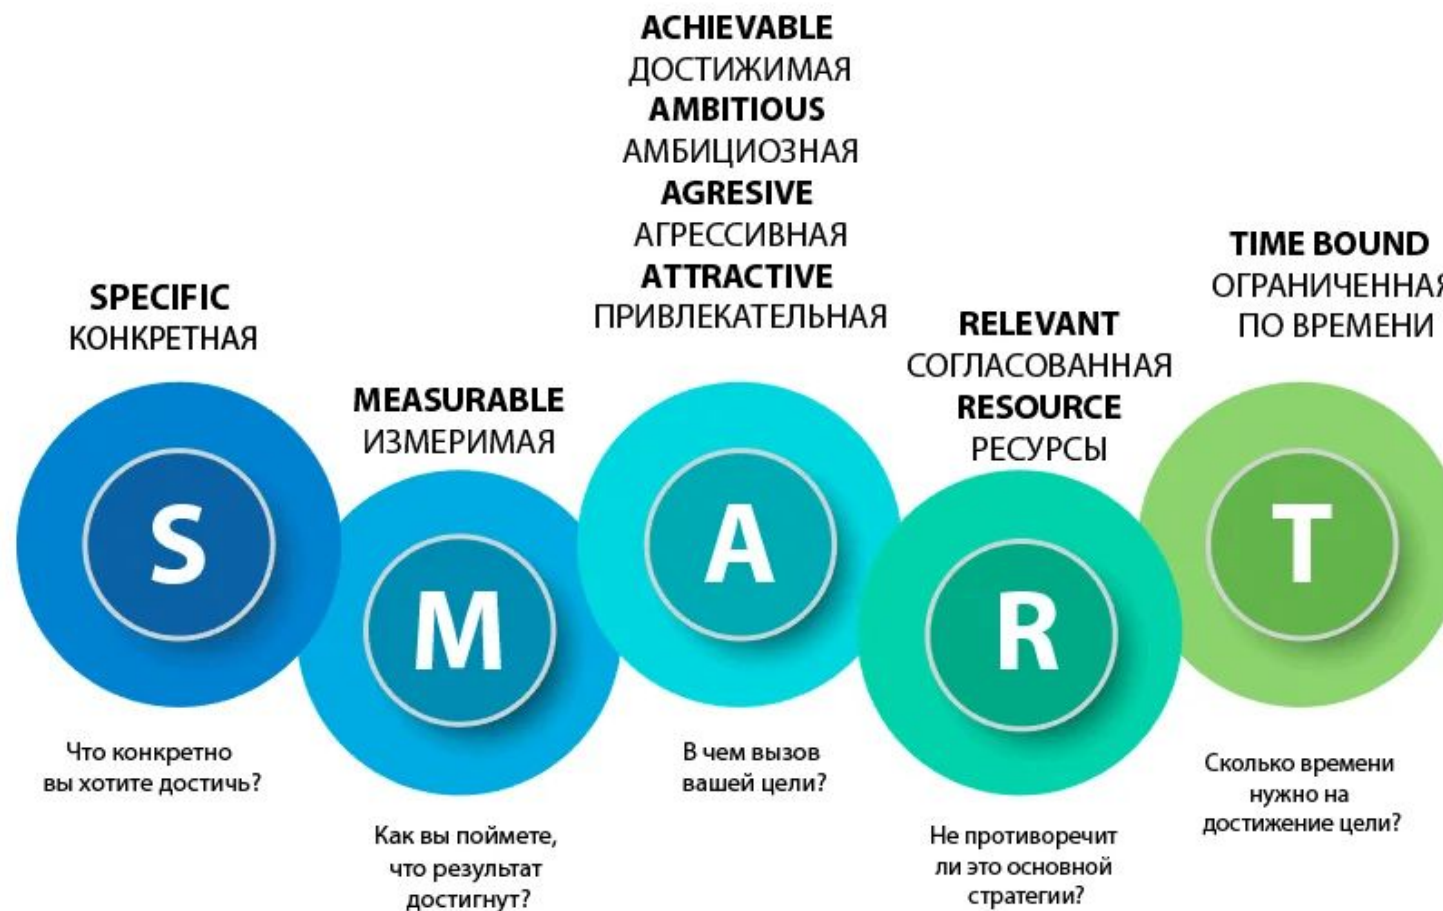 SPECIFIC
КОНКРЕТНАЯ
S
Что конкретно
вы хотите достичь?
MEASURABLE
ИЗМЕРИМАЯ
M
Как вы поймете,
что результат
достигнут?
ACHIEVABLE
ДОСТИЖИМАЯ
AMBITIOUS
АМБИЦИОЗНАЯ
AGRESIVE
АГРЕССИВНАЯ
ATTRACTIVE
ПРИВЛЕКАТЕЛЬНАЯ
A
В чем вызов
вашей цели?
RELEVANT
СОГЛАСОВАННАЯ
RESOURCE
РЕСУРСЫ
R
Не противоречит
ли это основной
стратегии?
TIME BOUND
ОГРАНИЧЕННАЯ
ПО ВРЕМЕНИ
T
Сколько времени
нужно на
достижение цели?